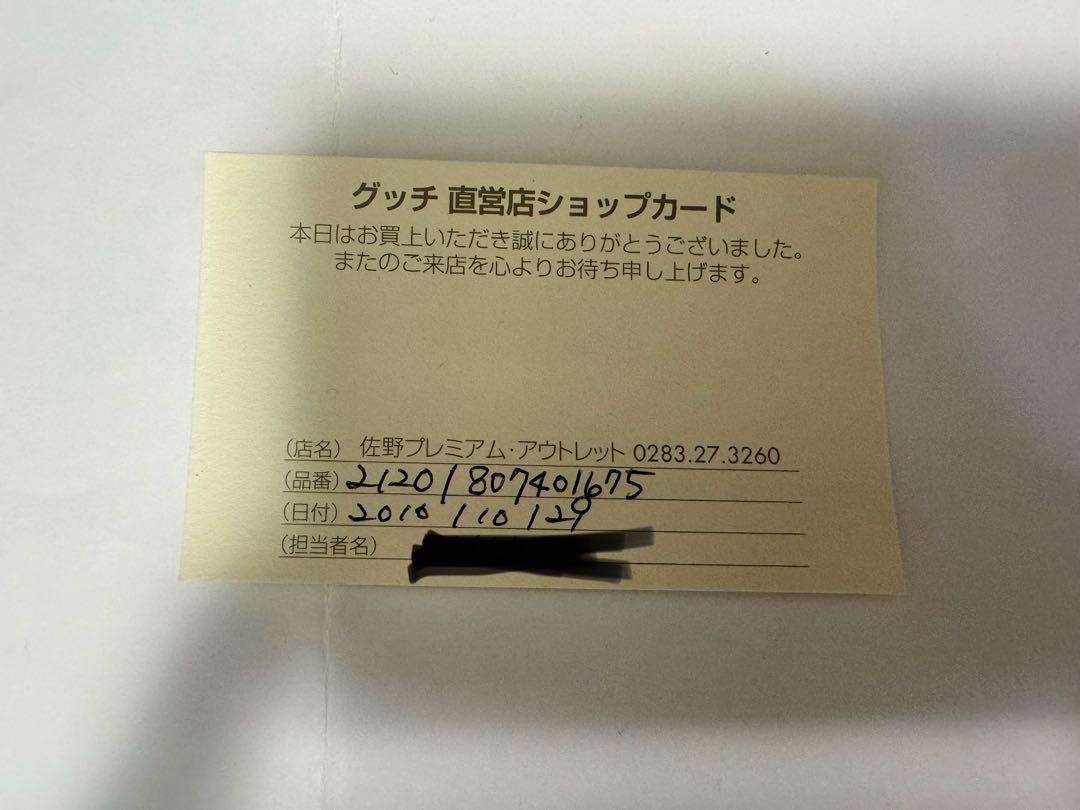 グッチ 直営店ショップカード
本日はお買上いただき誠にありがとうございました。
またのご来店を心よりお待ち申し上げます。
(店名) 佐野プレミアム・アウトレット 0283.27.3260
(品番) 21201807401675
(日付) 2010/10/29
(担当者名)